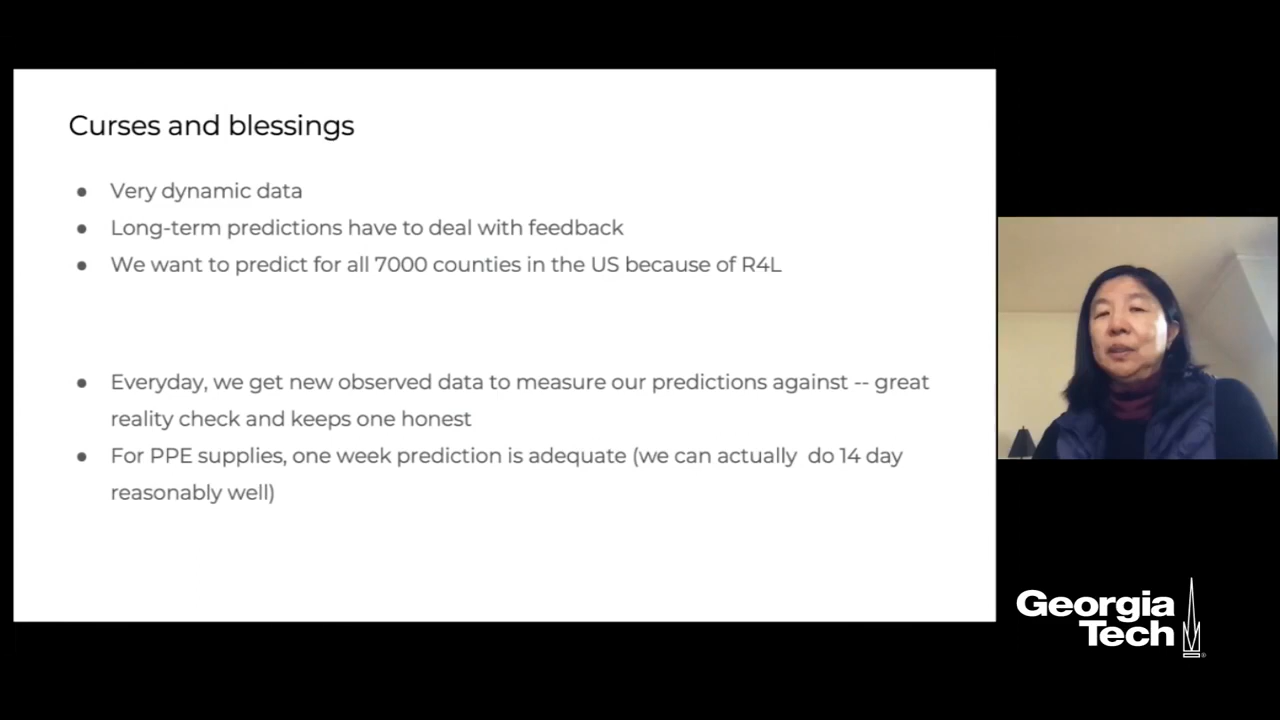 Curses and blessings
● Very dynamic data
● Long-term predictions have to deal with feedback
● We want to predict for all 7000 counties in the US because of R4L
● Everyday, we get new observed data to measure our predictions against -- great
reality check and keeps one honest
● For PPE supplies, one week prediction is adequate (we can actually  do 14 day
reasonably well)
Georgia
Tech